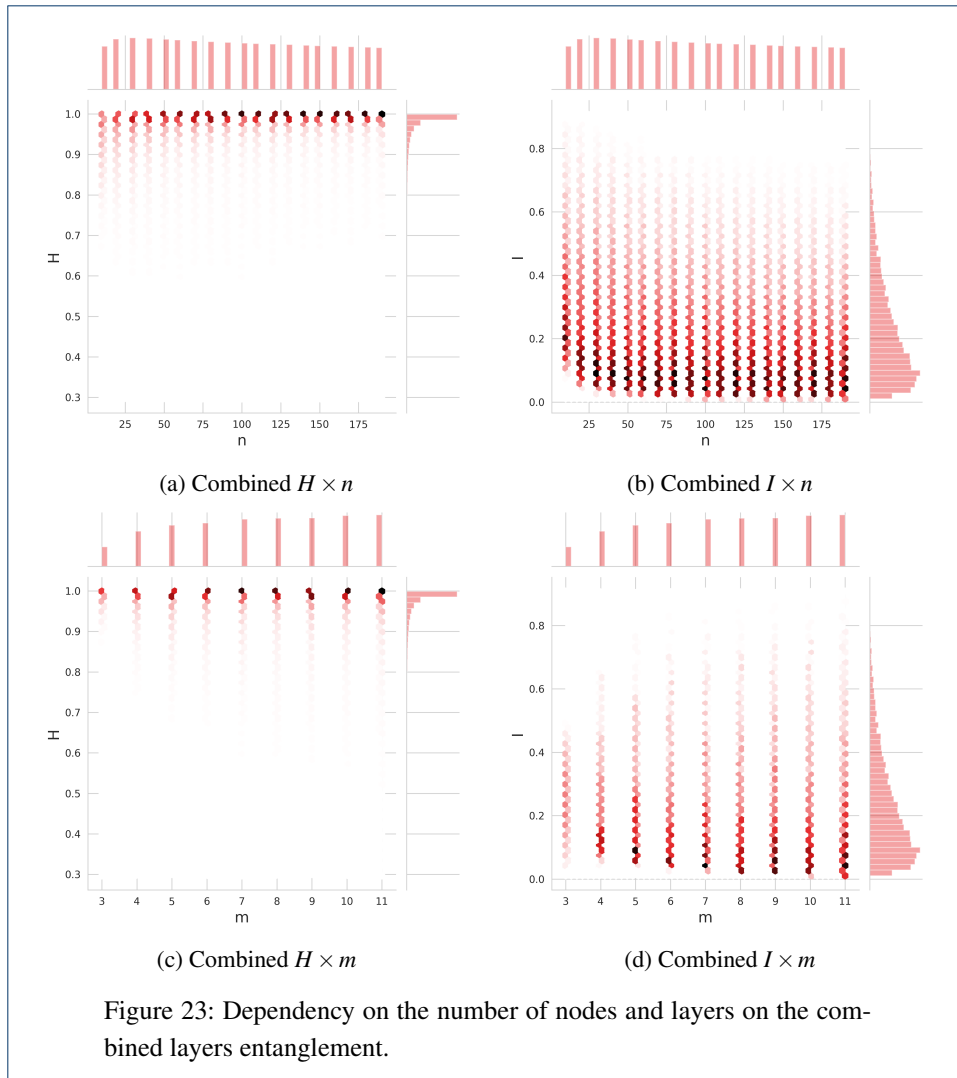 1.0
0.9
0.8
0.7
0.6
0.5
0.4
0.3
H
25 50 75 100 125 150 175
n
(a) Combined H × n
0.8
0.6
0.4
0.2
0.0
I
25 50 75 100 125 150 175
n
(b) Combined I × n
1.0
0.9
0.8
0.7
0.6
0.5
0.4
0.3
H
3 4 5 6 7 8 9 10 11
m
(c) Combined H × m
0.8
0.6
0.4
0.2
0.0
I
3 4 5 6 7 8 9 10 11
m
(d) Combined I × m
Figure 23: Dependency on the number of nodes and layers on the com-
bined layers entanglement.